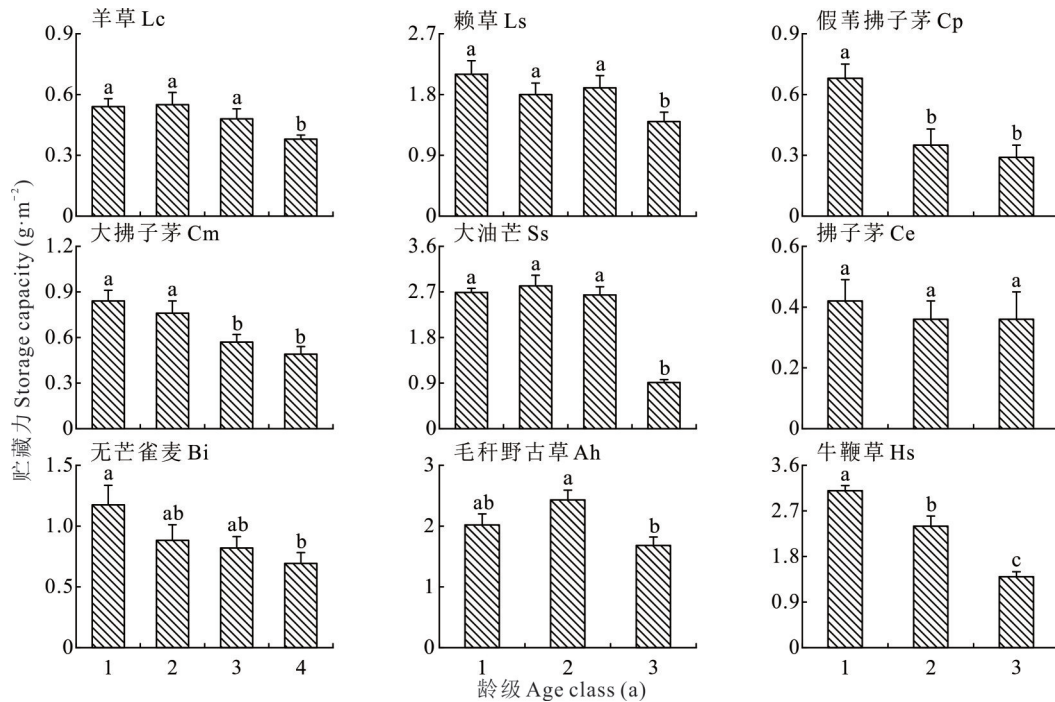 羊草 Lc
0.9
0.6
0.3
0
a
a
a
b
赖草 Ls
2.7
1.8
0.9
0
a
a
a
b
假苇拂子茅 Cp
0.9
0.6
0.3
0
a
b
b
大拂子茅 Cm
1.2
0.9
0.6
0.3
0
a
a
b
b
大油芒 Ss
3.6
2.7
1.8
0.9
0
a
a
a
b
拂子茅 Ce
0.6
0.4
0.2
0
a
a
a
无芒雀麦 Bi
1.5
1.0
0.5
0
a
ab
ab
b
1 2 3 4
毛秆野古草 Ah
3
2
1
0
ab
a
b
1 2 3
牛鞭草 Hs
3.6
2.7
1.8
0.9
0
a
b
c
1 2 3
贮藏力 Storage capacity (g·m⁻²)
龄级 Age class (a)